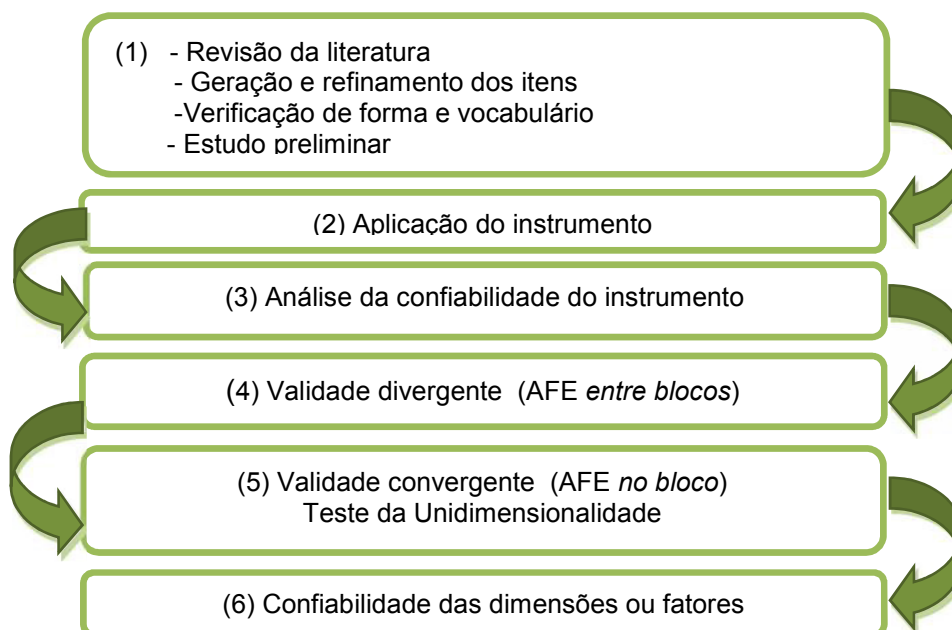 (1) - Revisão da literatura
- Geração e refinamento dos itens
-Verificação de forma e vocabulário
- Estudo preliminar
(2) Aplicação do instrumento
(3) Análise da confiabilidade do instrumento
(4) Validade divergente (AFE entre blocos)
(5) Validade convergente (AFE no bloco)
Teste da Unidimensionalidade
(6) Confiabilidade das dimensões ou fatores